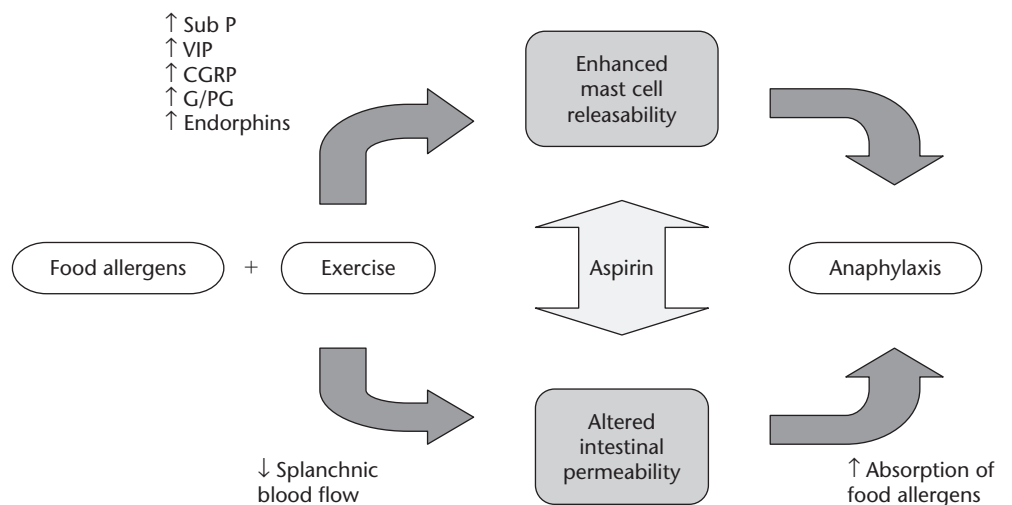 ↑ Sub P
↑ VIP
↑ CGRP
↑ G/PG
↑ Endorphins
Enhanced
mast cell
releasability
Food allergens + Exercise
Aspirin
Anaphylaxis
Altered
intestinal
permeability
↓ Splanchnic
blood flow
↑ Absorption of
food allergens